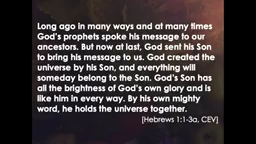 Long ago in many ways and at many times
God's prophets spoke his message to our
ancestors. But now at last, God sent his Son
to bring his message to us. God created the
universe by his Son, and everything will
someday belong to the Son. God's Son has
all the brightness of God's own glory and is
like him in every way. By his own mighty
word, he holds the universe together.
[Hebrews 1:1-3a, CEV]